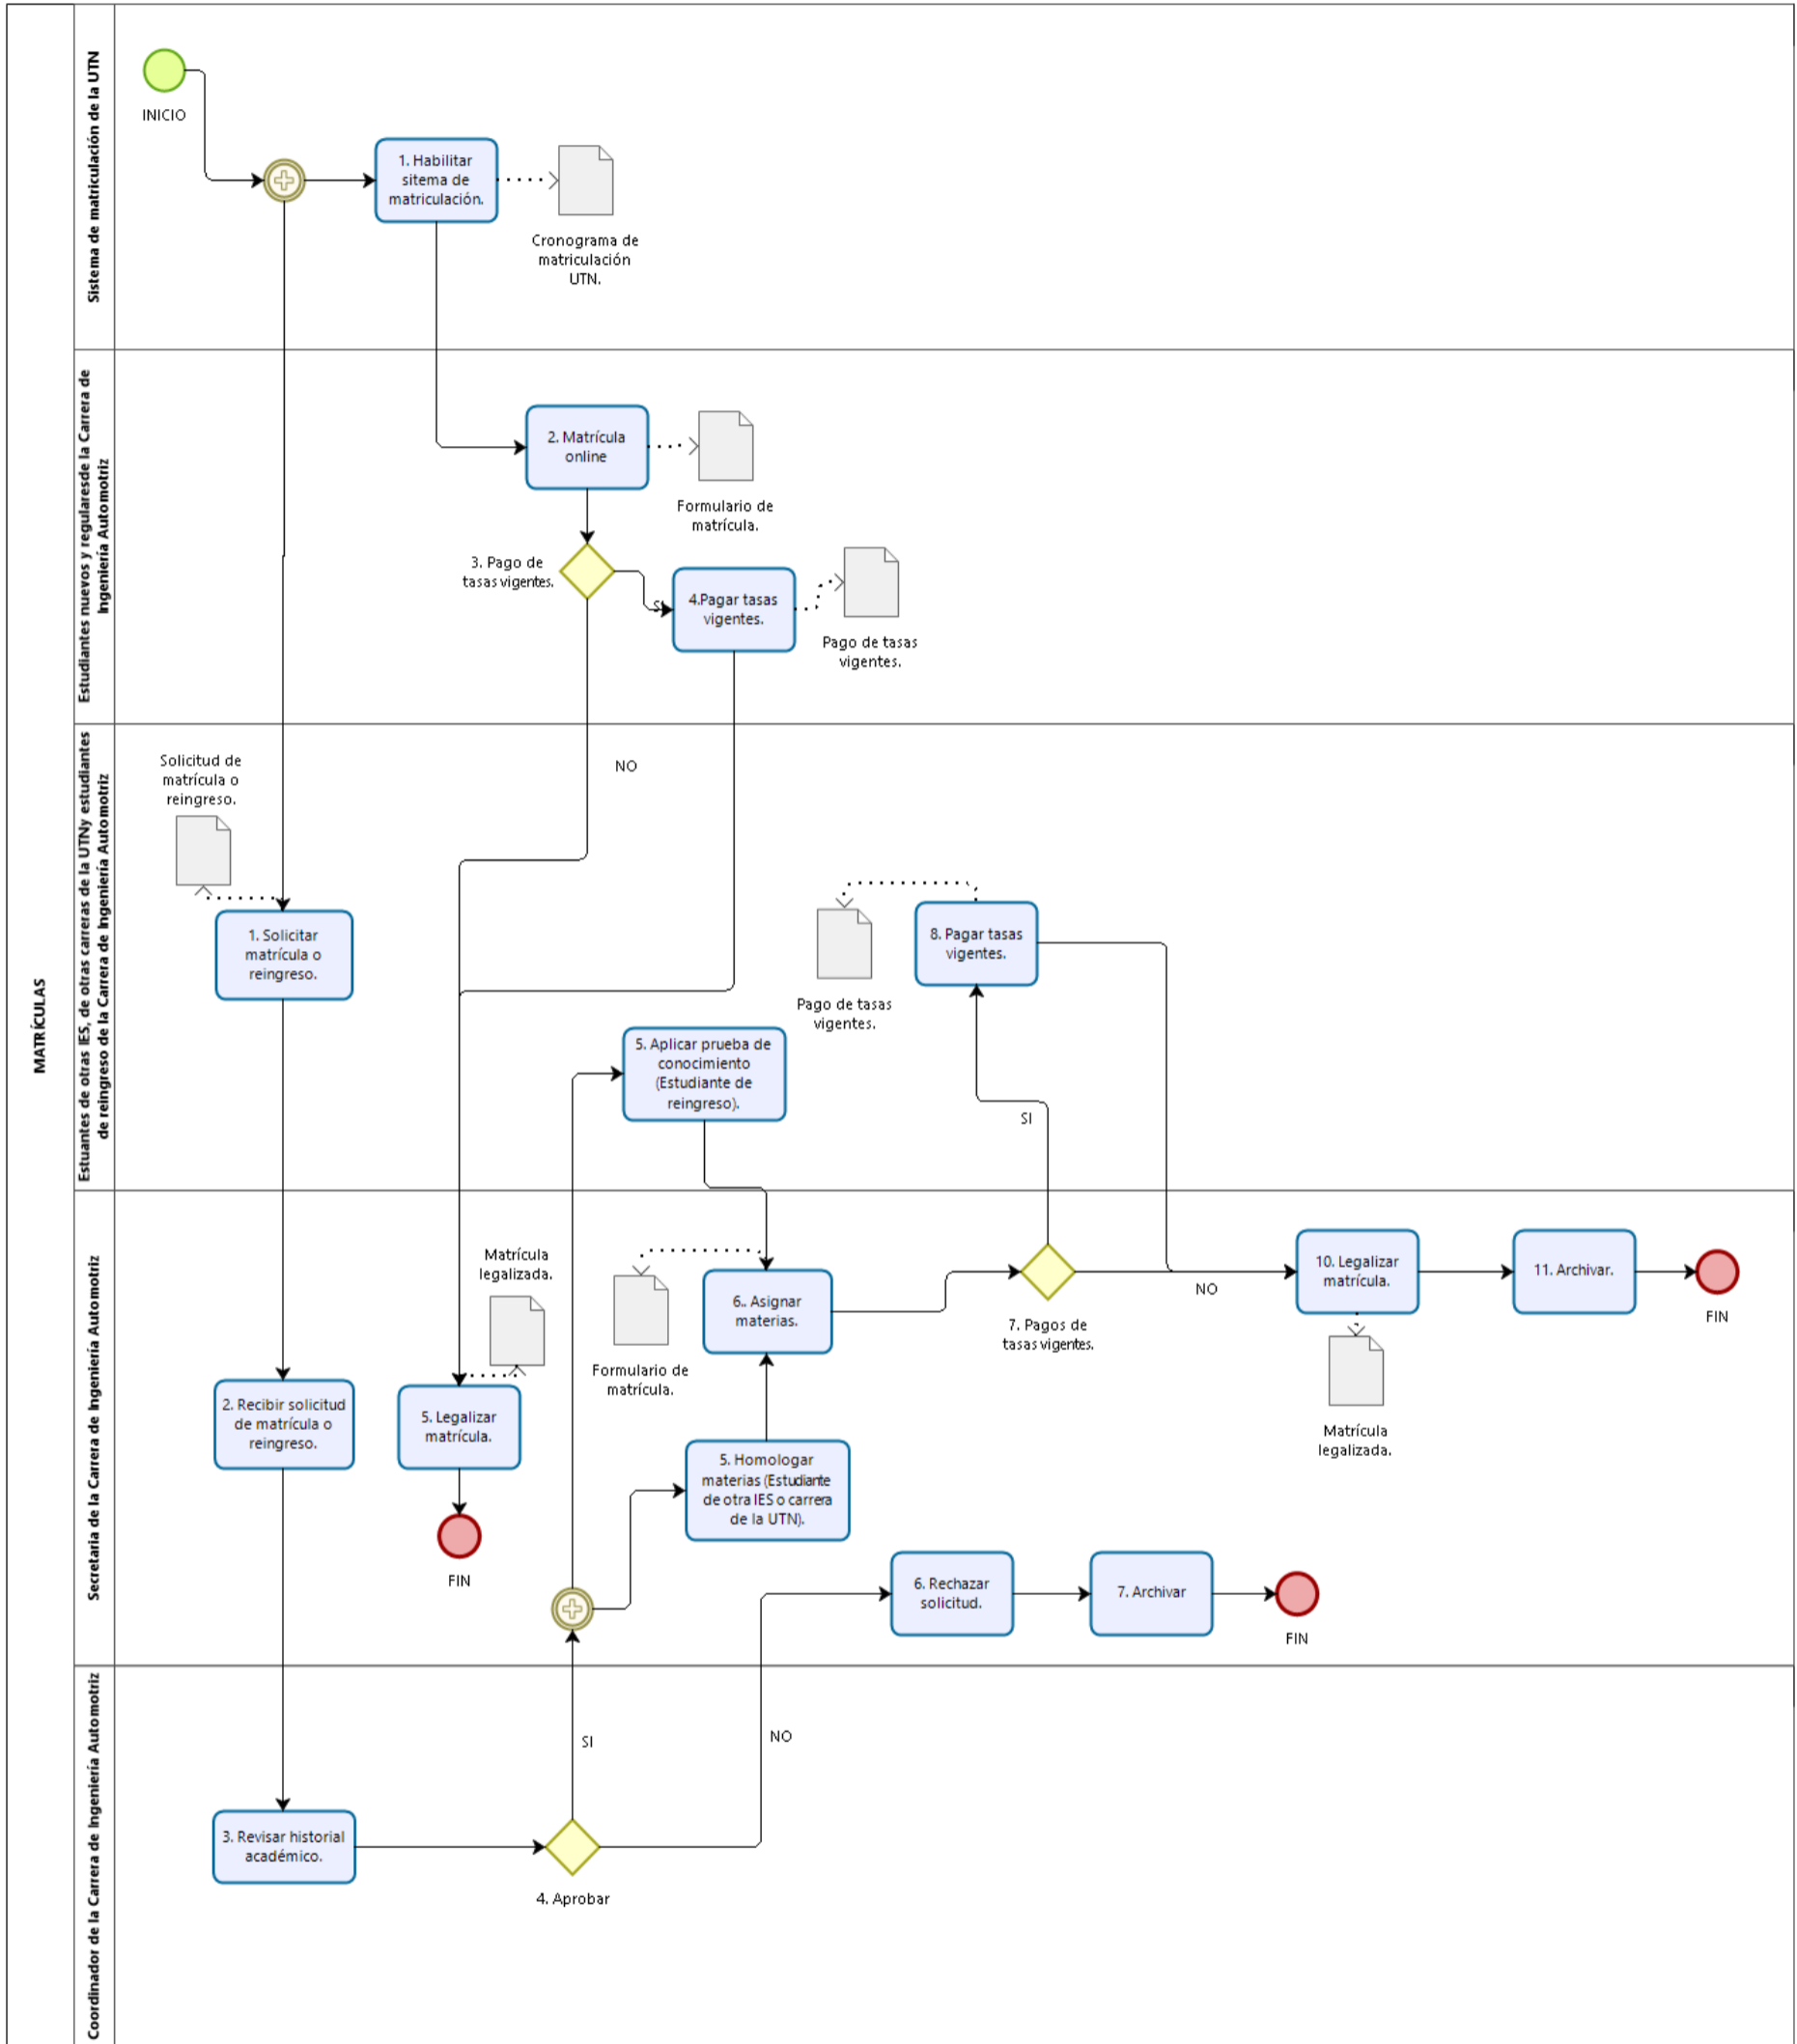 MATRÍCULAS
Sistema de matriculación de la UTN
INICIO
1. Habilitar
sitema de
matriculación.
Cronograma de
matriculación
UTN.
Estudiantes nuevos y regularesde la Carrera de
Ingeniería Automotriz
2. Matrícula
online
Formulario de
matrícula.
3. Pago de
tasas vigentes.
SI
4.Pagar tasas
vigentes.
Pago de tasas
vigentes.
NO
Estuantes de otras IES, de otras carreras de la UTNy estudiantes
de reingreso de la Carrera de Ingeniería Automotriz
Solicitud de
matrícula o
reingreso.
1. Solicitar
matrícula o
reingreso.
8. Pagar tasas
vigentes.
Pago de tasas
vigentes.
5. Aplicar prueba de
conocimiento
(Estudiante de
reingreso).
SI
Secretaria de la Carrera de Ingeniería Automotriz
Matrícula
legalizada.
6.. Asignar
materias.
Formulario de
matrícula.
7. Pagos de
tasas vigentes.
NO
10. Legalizar
matrícula.
11. Archivar.
FIN
Matrícula
legalizada.
2. Recibir solicitud
de matrícula o
reingreso.
5. Legalizar
matrícula.
FIN
5. Homologar
materias (Estudiante
de otra IES o carrera
de la UTN).
6. Rechazar
solicitud.
7. Archivar
FIN
Coordinador de la Carrera de Ingeniería Automotriz
SI
NO
3. Revisar historial
académico.
4. Aprobar